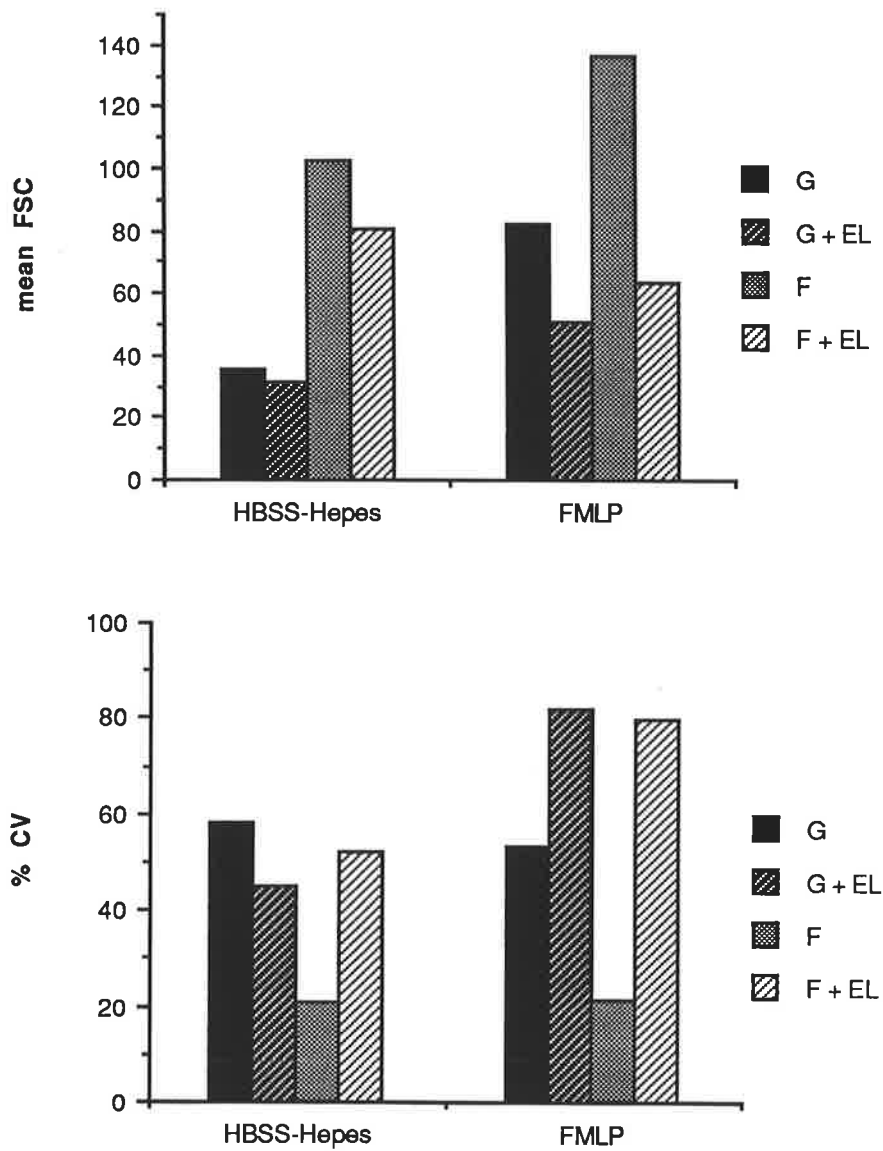 140
120
100
80
60
40
20
0
mean FSC
HBSS-Hepes
FMLP
G
G + EL
F
F + EL
100
80
60
40
20
0
% CV
HBSS-Hepes
FMLP
G
G + EL
F
F + EL